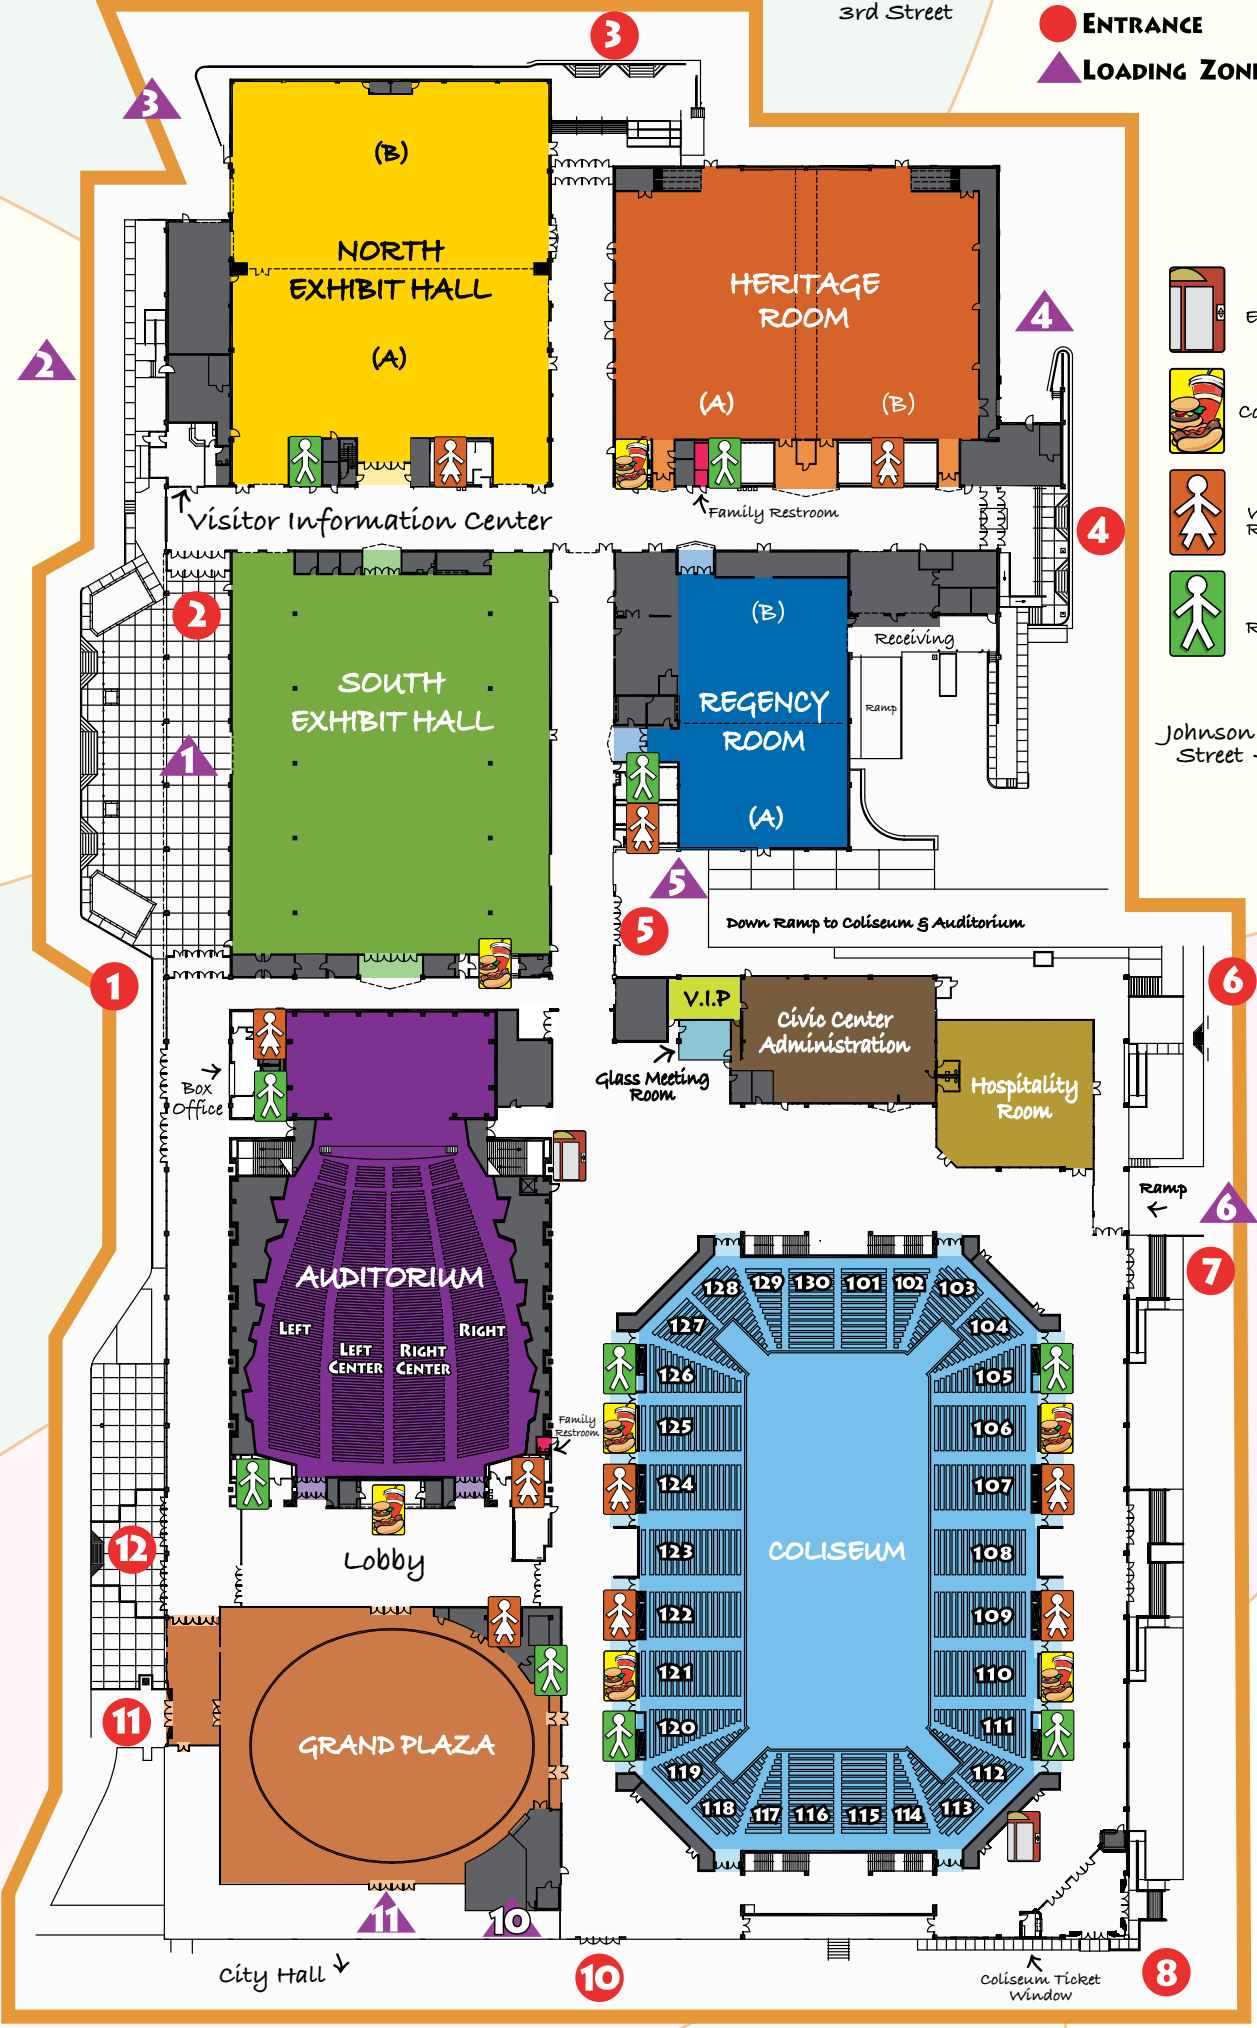 3rd Street
ENTRANCE
LOADING ZON
3
3
(B)
NORTH
EXHIBIT HALL
(A)
HERITAGE
ROOM
(A)
(B)
4
2
Visitor Information Center
Family Restroom
4
2
SOUTH
EXHIBIT HALL
1
(B)
REGENCY
ROOM
(A)
Receiving
Ramp
Johnson
Street
5
5
Down Ramp to Coliseum & Auditorium
1
6
V.I.P
Civic Center
Administration
Glass Meeting
Room
Hospitality
Room
Box
Office
Ramp
6
7
AUDITORIUM
LEFT
LEFT
CENTER
RIGHT
CENTER
RIGHT
Family
Restroom
128
129
130
101
102
103
127
104
126
105
125
106
124
107
123
COLISEUM
108
122
109
121
110
120
111
119
112
118
117
116
115
114
113
12
Lobby
11
GRAND PLAZA
11
10
City Hall
10
Coliseum Ticket
Window
8